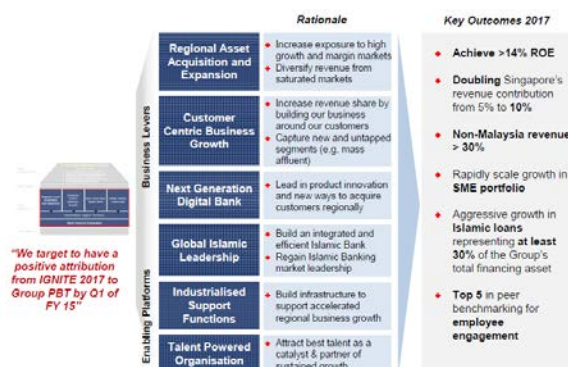 Rationale
Key Outcomes 2017
Business Levers
Enabling Platforms
"We target to have a
positive attribution
from IGNITE 2017 to
Group PBT by Q1 of
FY 15"
Regional Asset
Acquisition and
Expansion
Increase exposure to high
growth and margin markets
Diversify revenue from
saturated markets
Customer
Centric Business
Growth
Increase revenue share by
building our business
around our customers
Capture new and untapped
segments (e.g. mass
affluent)
Next Generation
Digital Bank
Lead in product innovation
and new ways to acquire
customers regionally
Global Islamic
Leadership
Build an integrated and
efficient Islamic Bank
Regain Islamic Banking
market leadership
Industrialised
Support
Functions
Build infrastructure to
support accelerated
regional business growth
Talent Powered
Organisation
Attract best talent as a
catalyst & partner of
sustained growth
Achieve >14% ROE
Doubling Singapore's
revenue contribution
from 5% to 10%
Non-Malaysia revenue
> 30%
Rapidly scale growth in
SME portfolio
Aggressive growth in
Islamic loans
representing at least
30% of the Group's
total financing asset
Top 5 in peer
benchmarking for
employee
engagement